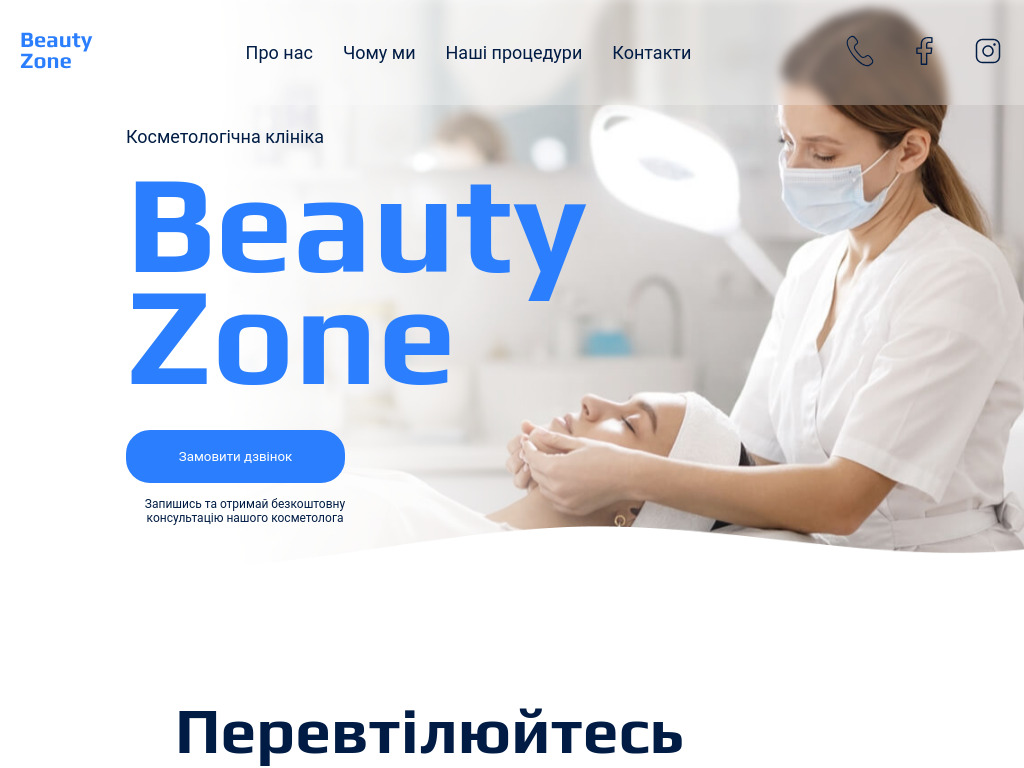 Beauty
Zone
Про нас
Чому ми
Наші процедури
Контакти
Косметологічна клініка
Beauty
Zone
Замовити дзвінок
Запишись та отримай безкоштовну
консультацію нашого косметолога
Перевтілюйтесь